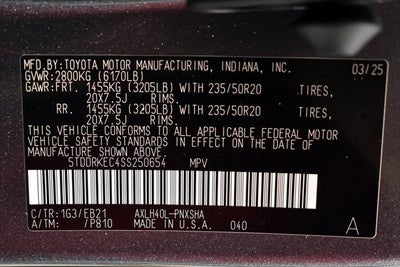 MFD.BY:TOYOTA MOTOR MANUFACTURING, INDIANA, INC.
GVWR:2800KG (6170LB) 03/25
GAWR:FRT. 1455KG (3205LB) WITH 235/50R20 TIRES,
20X7.5J RIMS.
RR. 1455KG (3205LB) WITH 235/50R20 TIRES,
20X7.5J RIMS.
THIS VEHICLE CONFORMS TO ALL APPLICABLE FEDERAL MOTOR
VEHICLE SAFETY STANDARDS IN EFFECT ON THE DATE OF
MANUFACTURE SHOWN ABOVE.
5TDDRKEC4SS250654 MPV
C/TR:1G3/EB21 AXLH40L-PNXSHA
A/TM: /P810 MADE IN U.S.A. 040 A